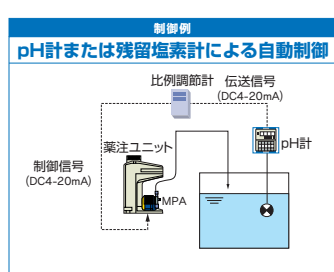 制御例
pH計または残留塩素計による自動制御
比例調節計
伝送信号
(DC4-20mA)
薬注ユニット
pH計
制御信号
(DC4-20mA)
MPA